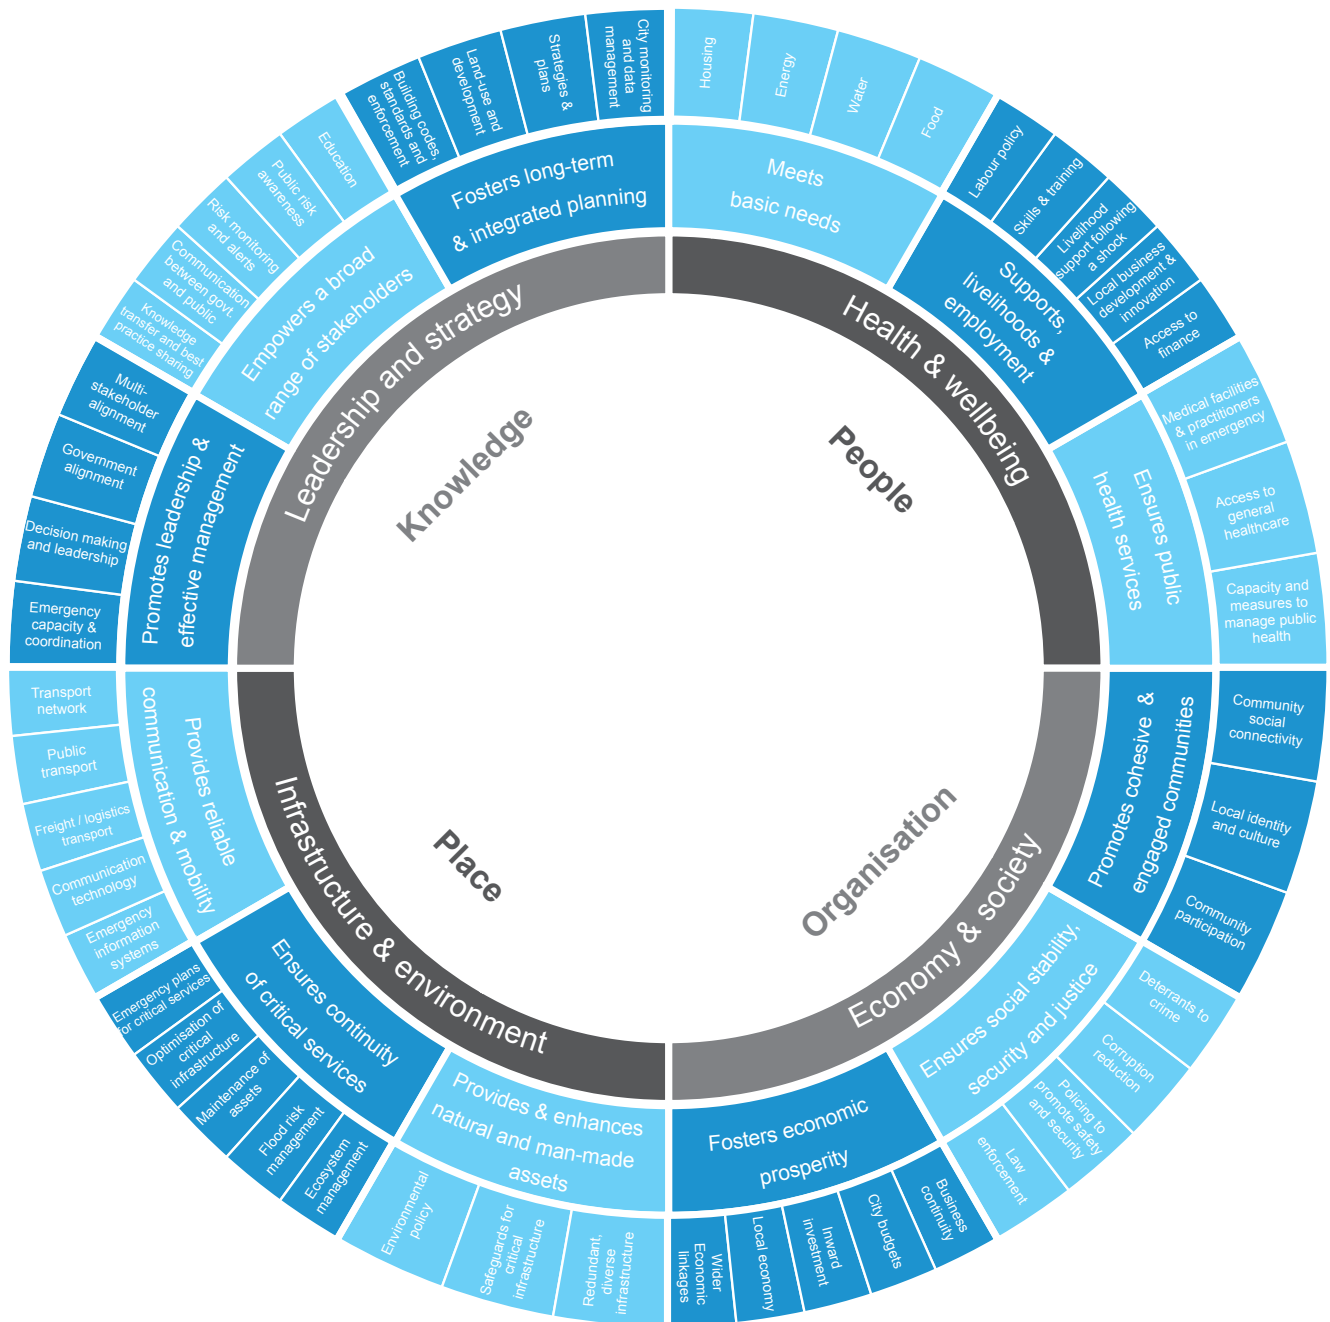 Knowledge
People
Organisation
Place
Health & wellbeing
Meets
basic needs
Housing
Energy
Water
Food
Supports,
livelihoods &
employment
Labour policy
Skills & training
Livelihood
support following
a shock
Local business
development &
innovation
Access to
finance
Ensures public
health services
Medical facilities
& practitioners
in emergency
Access to
general
healthcare
Capacity and
measures to
manage public
health
Economy & society
Promotes cohesive &
engaged communities
Community
social
connectivity
Local identity
and culture
Community
participation
Ensures social stability,
security and justice
Deterrants to
crime
Corruption
reduction
Policing to
promote safety
and security
Law
enforcement
Fosters economic
prosperity
Business
continuity
City budgets
Inward
investment
Local economy
Wider
Economic
linkages
Infrastructure & environment
Provides & enhances
natural and man-made
assets
Redundant,
diverse
infrastructure
Safeguards for
critical
infrastructure
Environmental
policy
Ensures continuity
of critical services
Ecosystem
management
Flood risk
management
Maintenance of
assets
Optimisation of
critical
infrastructure
Emergency plans
for critical services
Provides reliable
communication & mobility
Emergency
information
systems
Communication
technology
Freight / logistics
transport
Public
transport
Transport
network
Leadership and strategy
Promotes leadership &
effective management
Emergency
capacity &
coordination
Decision making
and leadership
Government
alignment
Multi-
stakeholder
alignment
Empowers a broad
range of stakeholders
Knowledge
transfer and best
practice sharing
Communication
between govt.
and public
Risk monitoring
and alerts
Public risk
awareness
Education
Fosters long-term
& integrated planning
Building codes,
standards and
enforcement
Land-use and
development
Strategies &
plans
City monitoring
and data
management